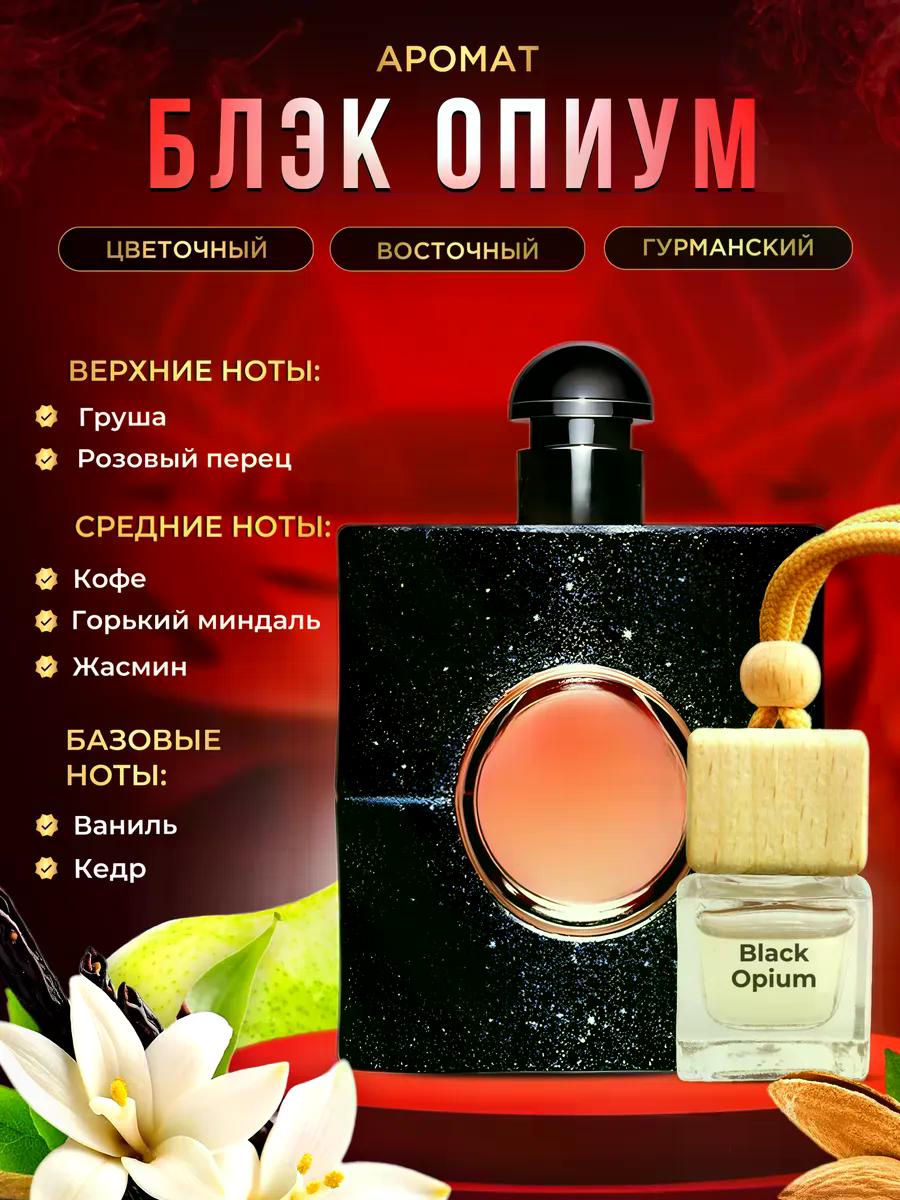 АРОМАТ
БЛЭК ОПИУМ
ЦВЕТОЧНЫЙ
ВОСТОЧНЫЙ
ГУРМАНСКИЙ
ВЕРХНИЕ НОТЫ:
Груша
Розовый перец
СРЕДНИЕ НОТЫ:
Кофе
Горький миндаль
Жасмин
БАЗОВЫЕ
НОТЫ:
Ваниль
Кедр
Black
Opium